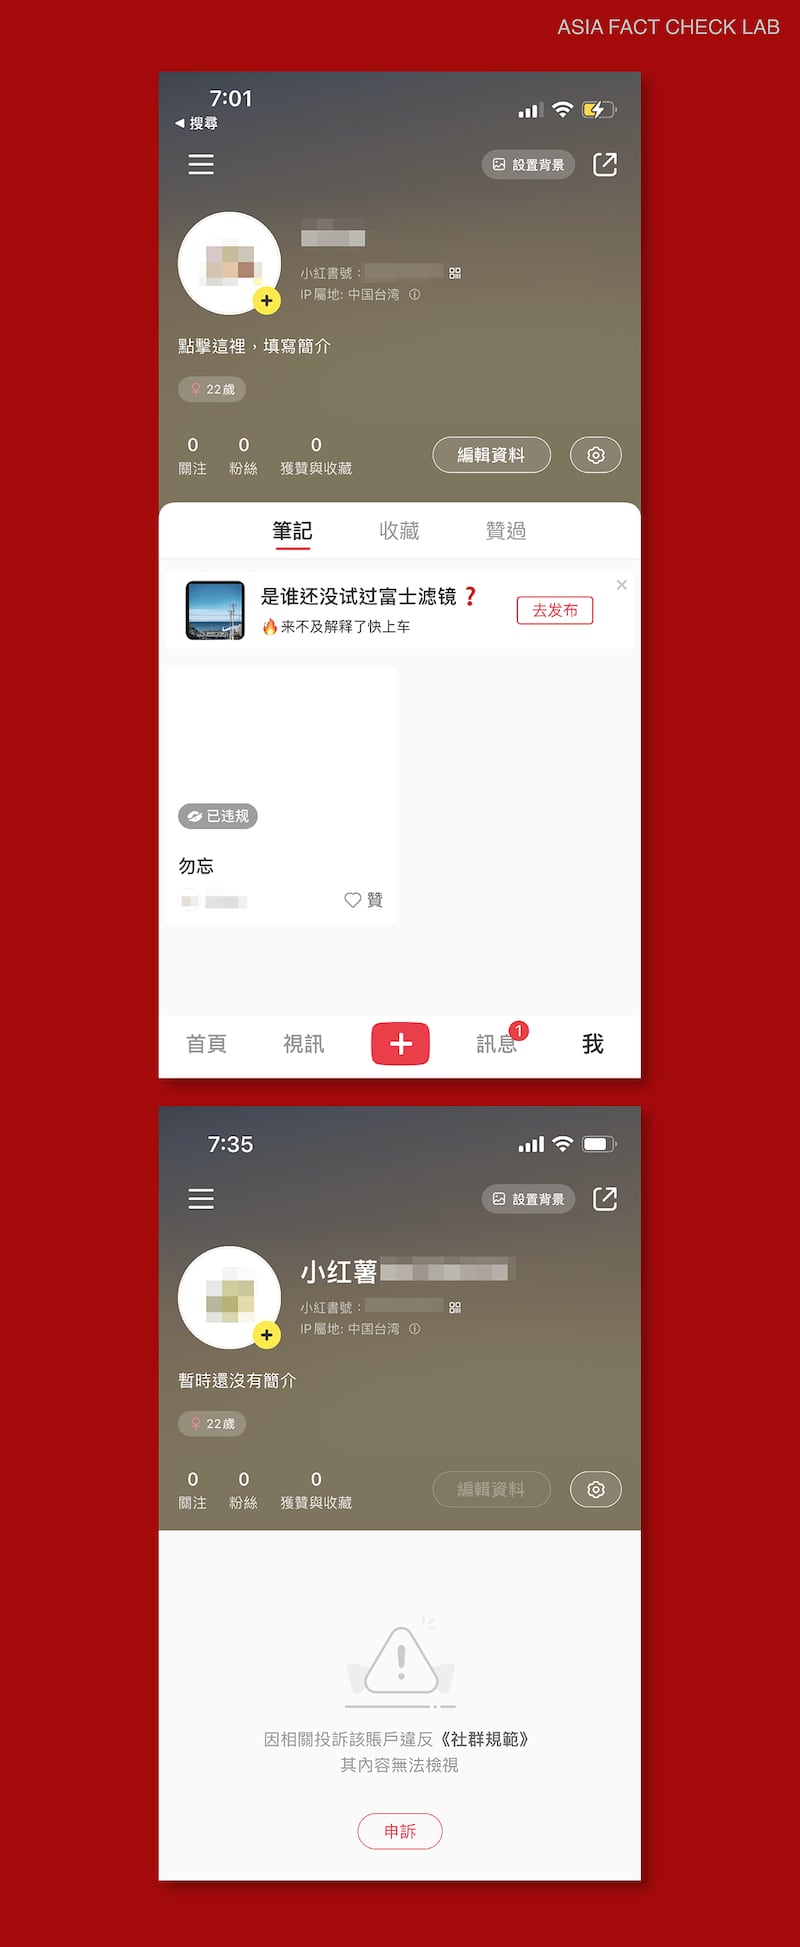 ASIA FACT CHECK LAB
7:01
◀ 搜尋
設置背景
小紅書號：
IP屬地: 中国台湾
點擊這裡，填寫簡介
22歲
0 0 0
關注 粉絲 獲贊與收藏
編輯資料
筆記 收藏 贊過
是谁还没试过富士滤镜❓
🔥来不及解释了快上车
去发布
已违规
勿忘
贊
首頁 視訊 訊息 1 我
7:35
設置背景
小红薯
小紅書號：
IP屬地: 中国台湾
暫時還沒有簡介
22歲
0 0 0
關注 粉絲 獲贊與收藏
編輯資料
因相關投訴該賬戶違反《社群規範》
其內容無法檢視
申訴